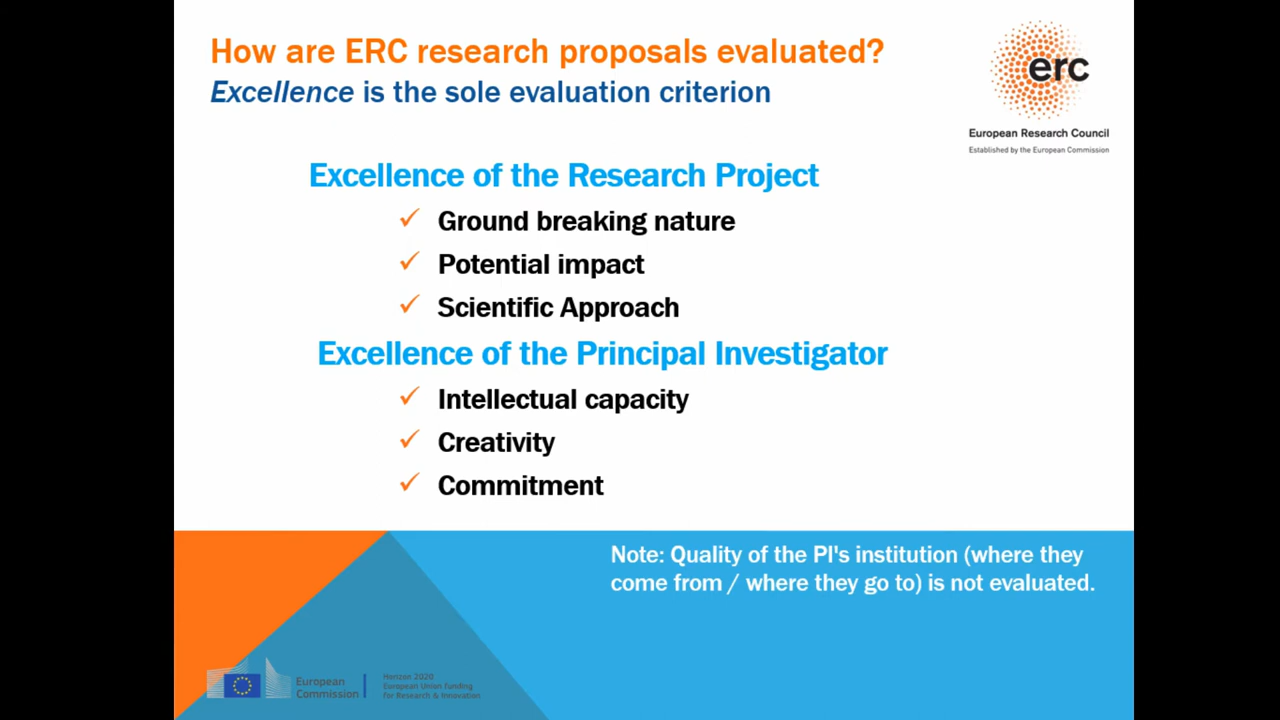 How are ERC research proposals evaluated?
Excellence is the sole evaluation criterion
erc
European Research Council
Established by the European Commission
Excellence of the Research Project
✓ Ground breaking nature
✓ Potential impact
✓ Scientific Approach
Excellence of the Principal Investigator
✓ Intellectual capacity
✓ Creativity
✓ Commitment
Note: Quality of the PI's institution (where they
come from / where they go to) is not evaluated.
European
Commission
Horizon 2020
European Union funding
For Research & Innovation